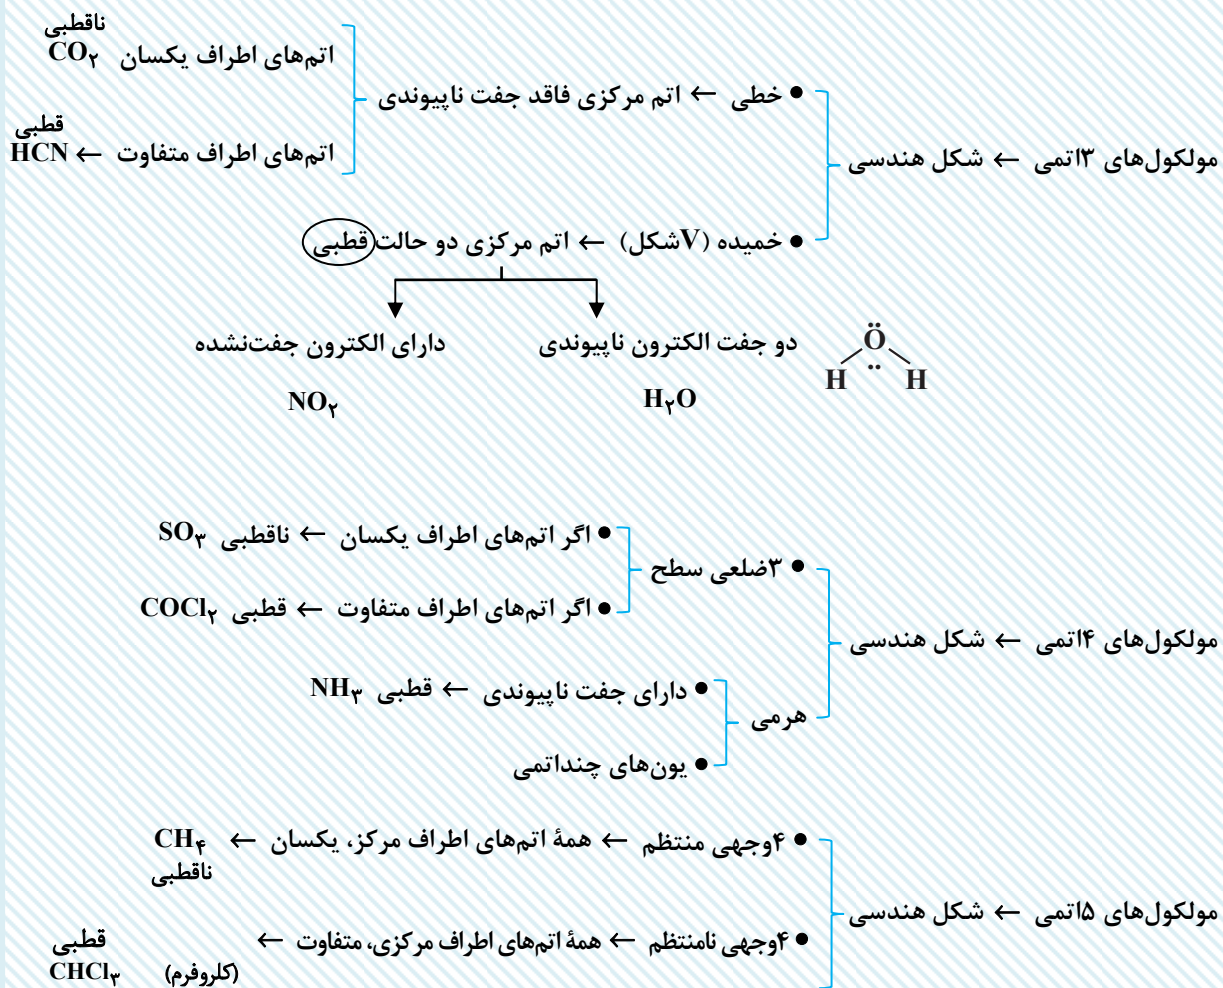 ناقطبی
اتم‌های اطراف یکسان CO۲
● خطی ← اتم مرکزی فاقد جفت ناپیوندی
قطبی
اتم‌های اطراف متفاوت ← HCN
مولکول‌های ۳اتمی ← شکل هندسی
● خمیده (Vشکل) ← اتم مرکزی دو حالت قطبی
دو جفت الکترون ناپیوندی
دارای الکترون جفت‌نشده
Ö
H .. H
H۲O
NO۲
● اگر اتم‌های اطراف یکسان ← ناقطبی SO۳
● ۳ضلعی سطح
● اگر اتم‌های اطراف متفاوت ← قطبی COCl۲
مولکول‌های ۴اتمی ← شکل هندسی
● دارای جفت ناپیوندی ← قطبی NH۳
هرمی
● یون‌های چنداتمی
● ۴وجهی منتظم ← همهٔ اتم‌های اطراف مرکز، یکسان ← CH۴
ناقطبی
مولکول‌های ۵اتمی ← شکل هندسی
● ۴وجهی نامنتظم ← همهٔ اتم‌های اطراف مرکزی، متفاوت ← قطبی
(کلروفرم) CHCl۳